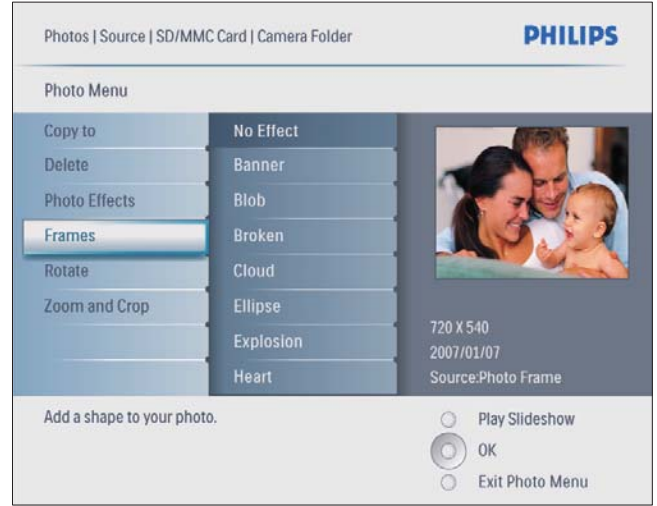 Photos | Source | SD/MMC Card | Camera Folder
PHILIPS
Photo Menu
Copy to
Delete
Photo Effects
Frames
Rotate
Zoom and Crop
No Effect
Banner
Blob
Broken
Cloud
Ellipse
Explosion
Heart
720 X 540
2007/01/07
Source:Photo Frame
Add a shape to your photo.
Play Slideshow
OK
Exit Photo Menu